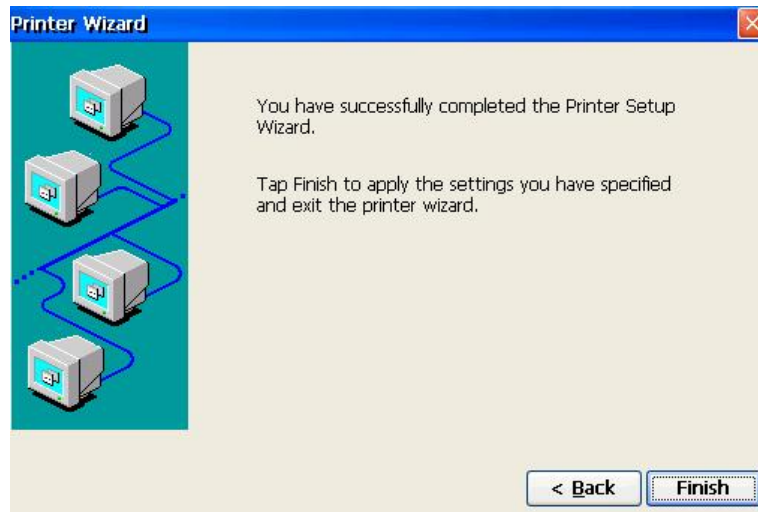 Printer Wizard
You have successfully completed the Printer Setup
Wizard.
Tap Finish to apply the settings you have specified
and exit the printer wizard.
< Back
Finish